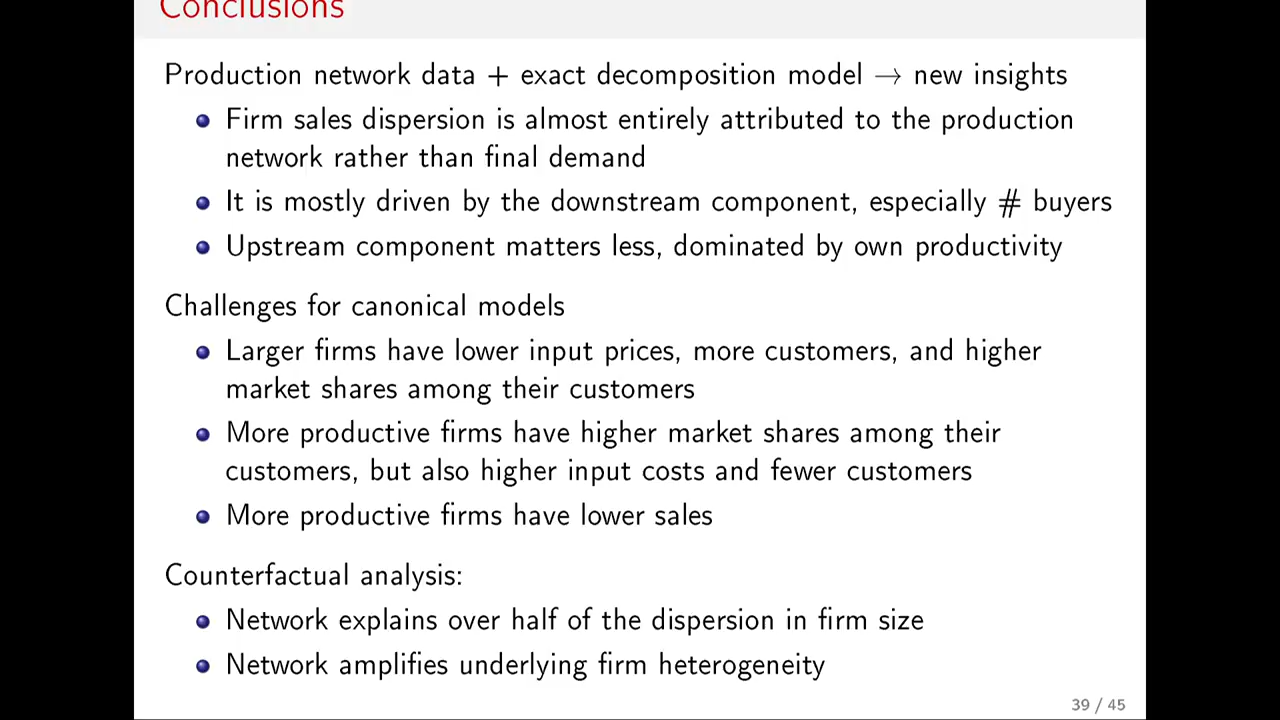 Conclusions
Production network data + exact decomposition model → new insights
Firm sales dispersion is almost entirely attributed to the production
network rather than final demand
It is mostly driven by the downstream component, especially # buyers
Upstream component matters less, dominated by own productivity
Challenges for canonical models
Larger firms have lower input prices, more customers, and higher
market shares among their customers
More productive firms have higher market shares among their
customers, but also higher input costs and fewer customers
More productive firms have lower sales
Counterfactual analysis:
Network explains over half of the dispersion in firm size
Network amplifies underlying firm heterogeneity
39 / 45